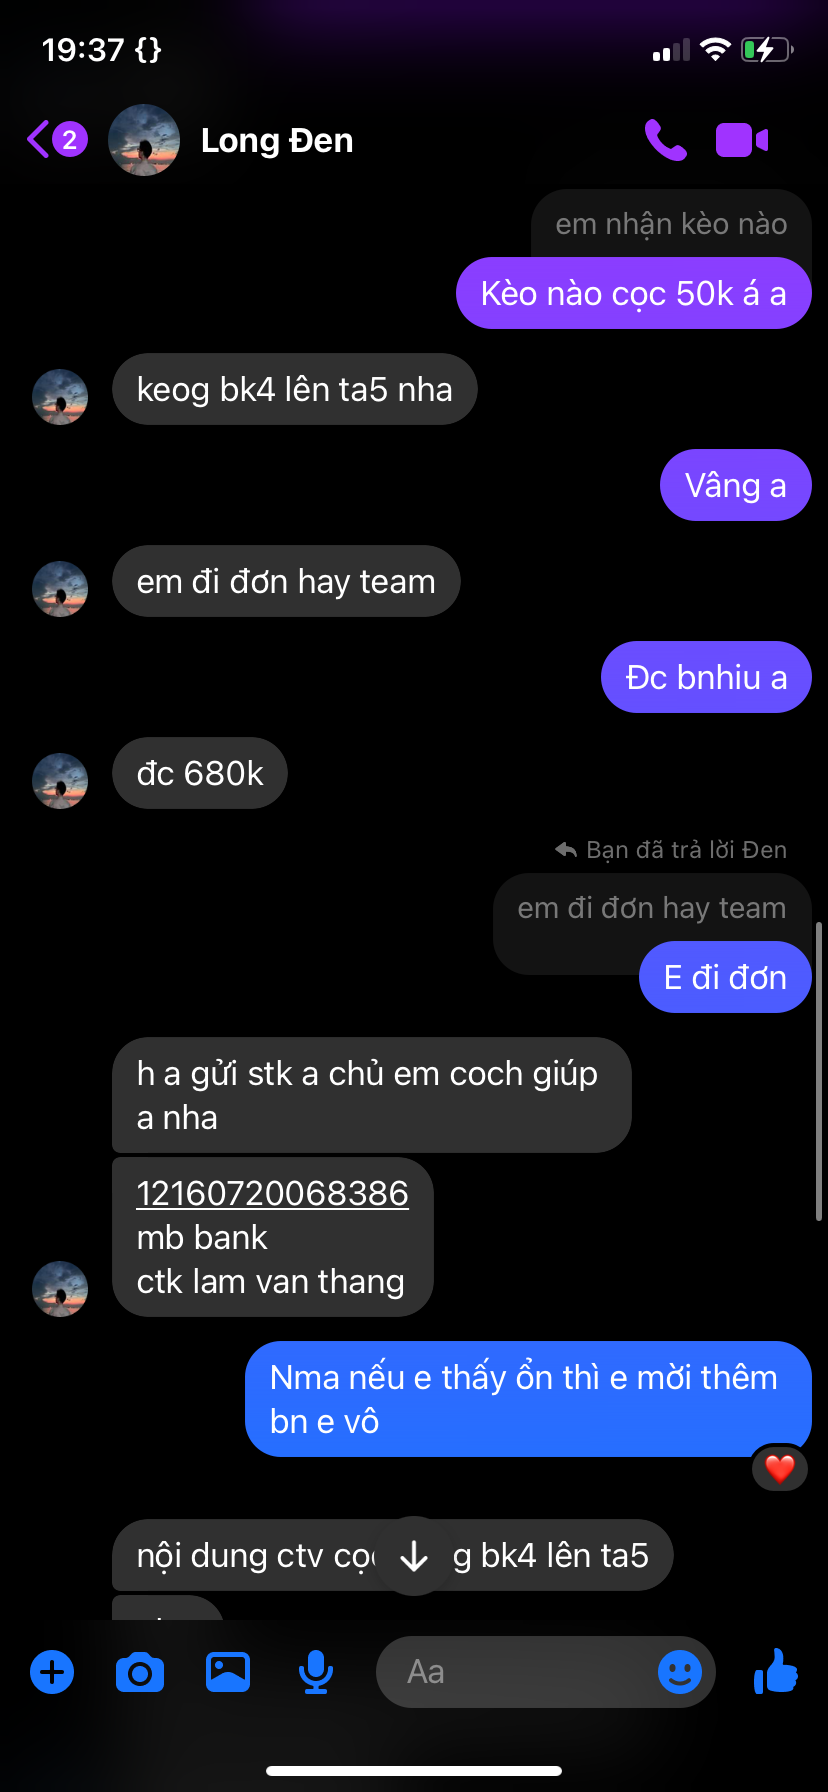 19:37 {}
2
Long Đen
em nhận kèo nào
Kèo nào cọc 50k á a
keog bk4 lên ta5 nha
Vâng a
em đi đơn hay team
Đc bnhiu a
đc 680k
Bạn đã trả lời Đen
em đi đơn hay team
E đi đơn
h a gửi stk a chủ em coch giúp
a nha
12160720068386
mb bank
ctk lam van thang
Nma nếu e thấy ổn thì e mời thêm
bn e vô
nội dung ctv g bk4 lên ta5
Aa